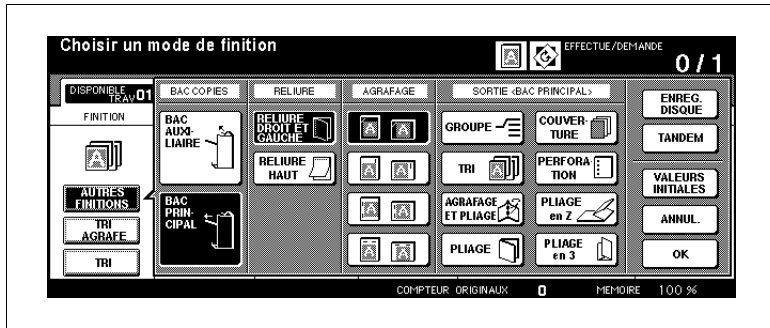 Choisir un mode de finition
EFFECTUE/DEMANDE
0 / 1
DISPONIBLE
TRAV 01
FINITION
AUTRES
FINITIONS
TRI
AGRAFE
TRI
BAC COPIES
BAC
AUXI-
LIAIRE
BAC
PRIN-
CIPAL
RELIURE
RELIURE
DROIT ET
GAUCHE
RELIURE
HAUT
AGRAFAGE
SORTIE <BAC PRINCIPAL>
GROUPE
COUVER-
TURE
TRI
PERFORA-
TION
AGRAFAGE
ET PLIAGE
PLIAGE
en Z
PLIAGE
PLIAGE
en 3
ENREG.
DISQUE
TANDEM
VALEURS
INITIALES
ANNUL.
OK
COMPTEUR ORIGINAUX 0 MEMOIRE 100 %